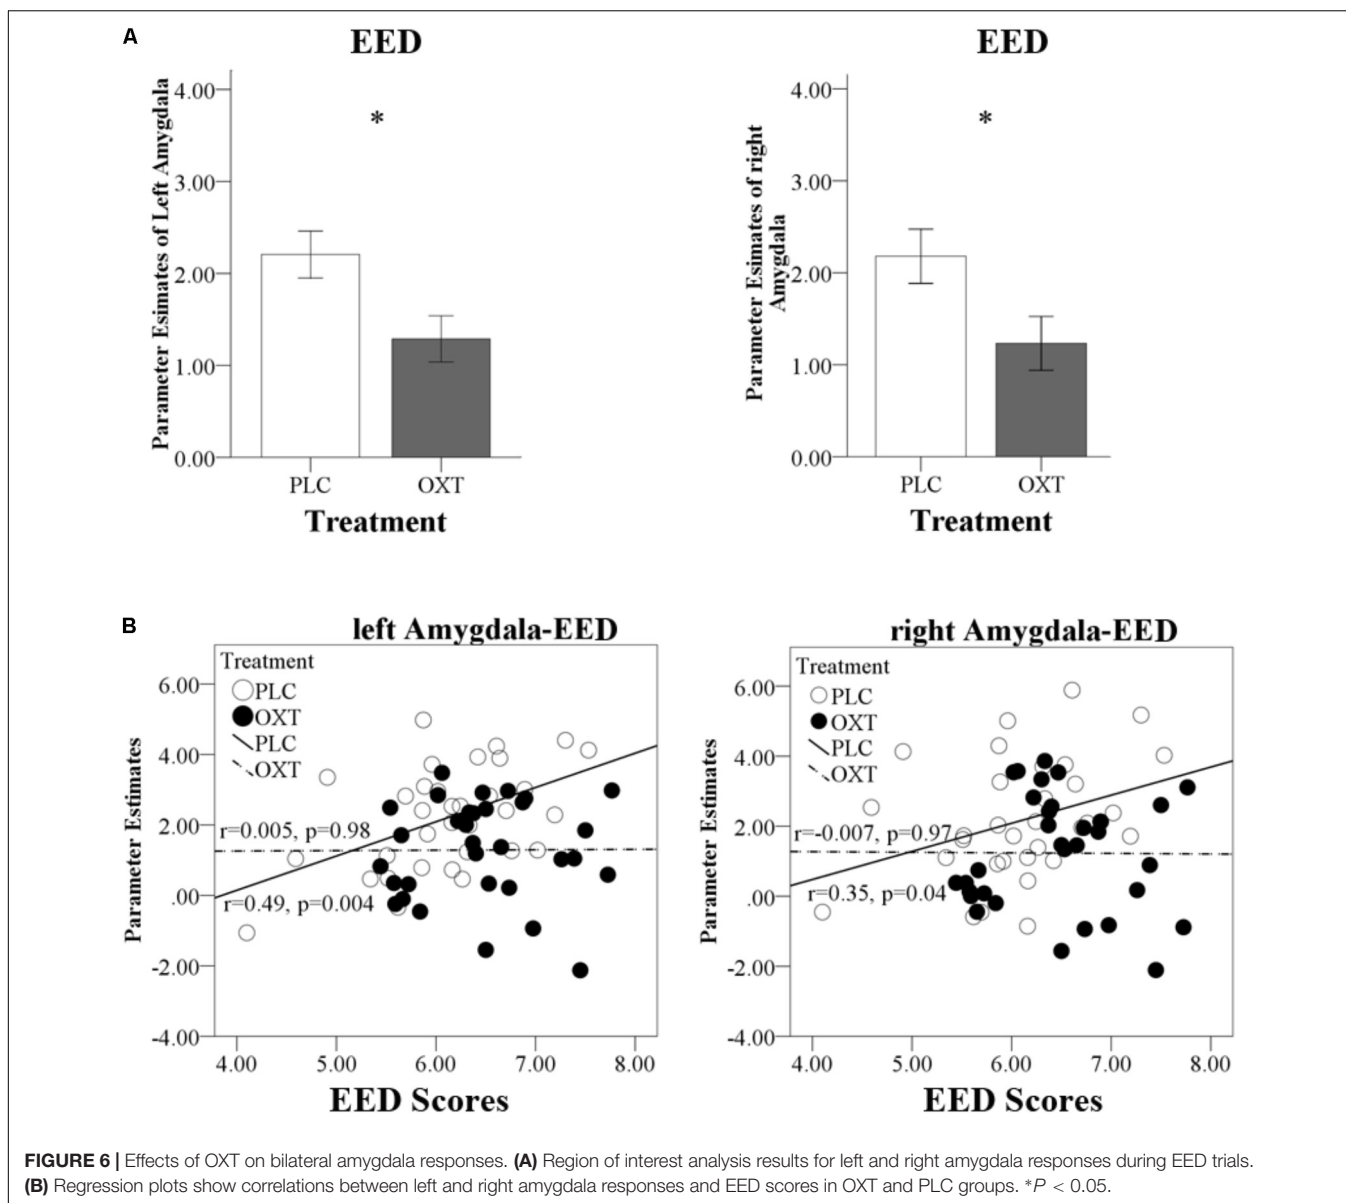 A
EED
Parameter Esimates of Left Amygdala
4.00
3.00
2.00
1.00
0.00
*
PLC
OXT
Treatment
EED
Parameter Esimates of right
Amygdala
4.00
3.00
2.00
1.00
0.00
*
PLC
OXT
Treatment
B
left Amygdala-EED
Parameter Estimates
6.00
4.00
2.00
.00
-2.00
-4.00
Treatment
PLC
OXT
PLC
OXT
r=0.005, p=0.98
r=0.49, p=0.004
4.00 5.00 6.00 7.00 8.00
EED Scores
right Amygdala-EED
Parameter Estimates
6.00
4.00
2.00
.00
-2.00
-4.00
Treatment
PLC
OXT
PLC
OXT
r=-0.007, p=0.97
r=0.35, p=0.04
4.00 5.00 6.00 7.00 8.00
EED Scores
FIGURE 6 | Effects of OXT on bilateral amygdala responses. (A) Region of interest analysis results for left and right amygdala responses during EED trials.
(B) Regression plots show correlations between left and right amygdala responses and EED scores in OXT and PLC groups. *P < 0.05.